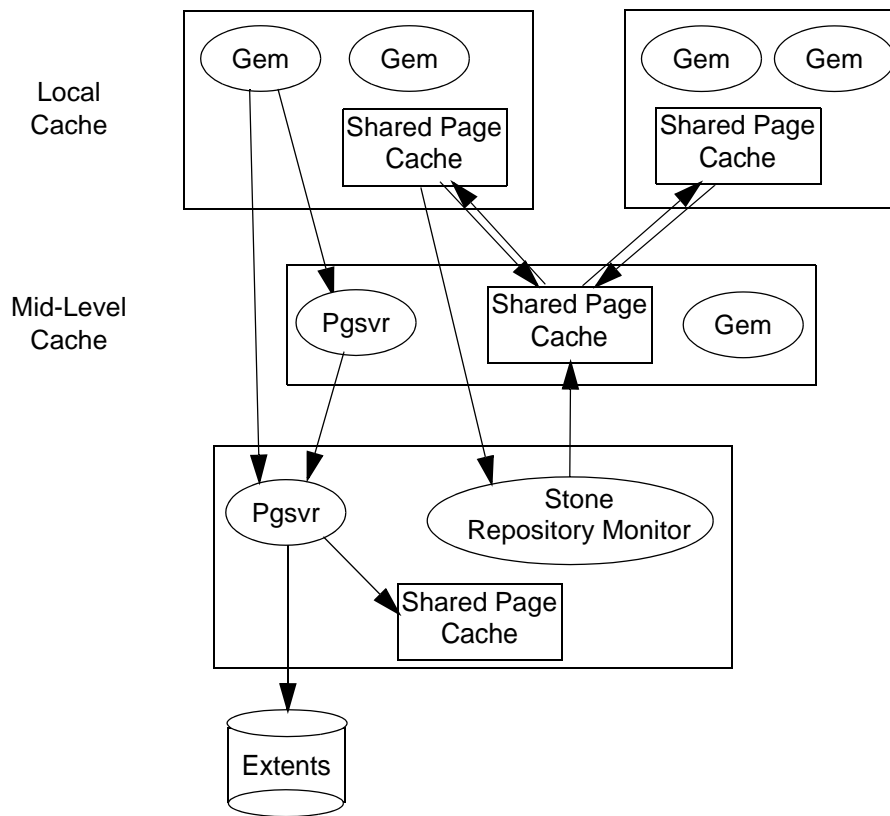 Gem
Gem
Gem
Gem
Local
Cache
Shared Page
Cache
Shared Page
Cache
Mid-Level
Cache
Pgsvr
Shared Page
Cache
Gem
Pgsvr
Stone
Repository Monitor
Shared Page
Cache
Extents